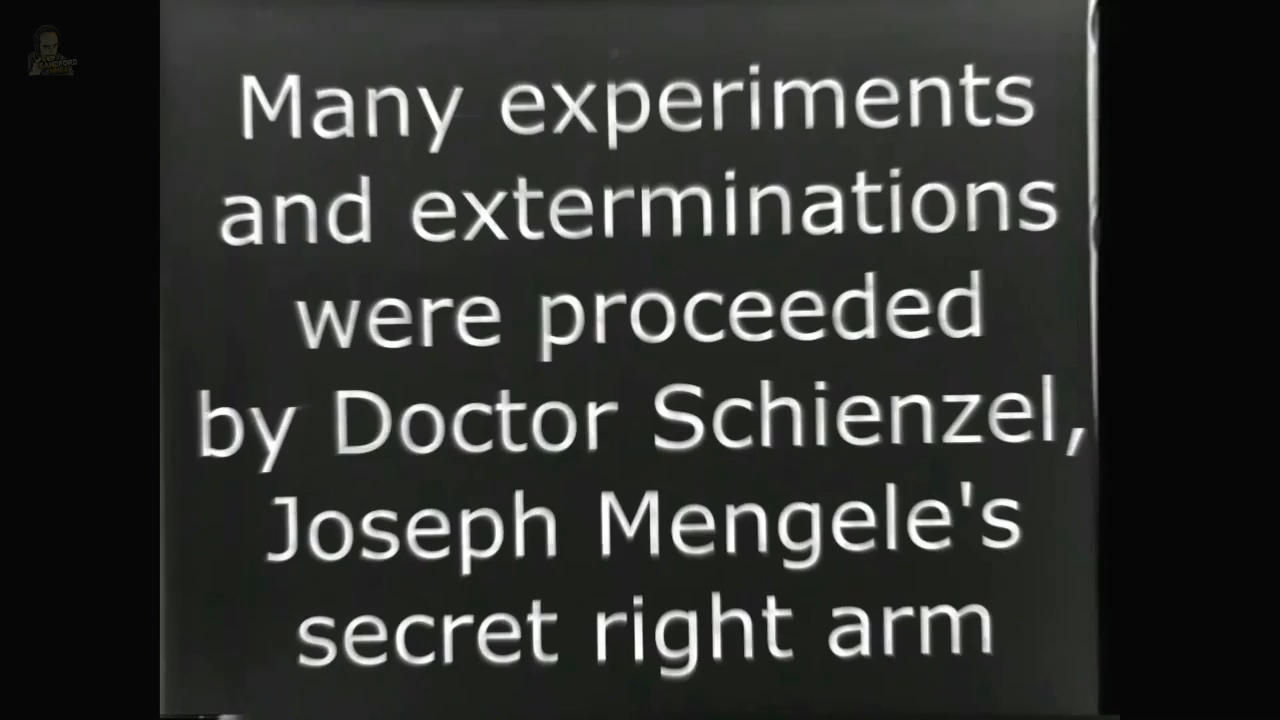 Many experiments
and exterminations
were proceeded
by Doctor Schienzel,
Joseph Mengele's
secret right arm